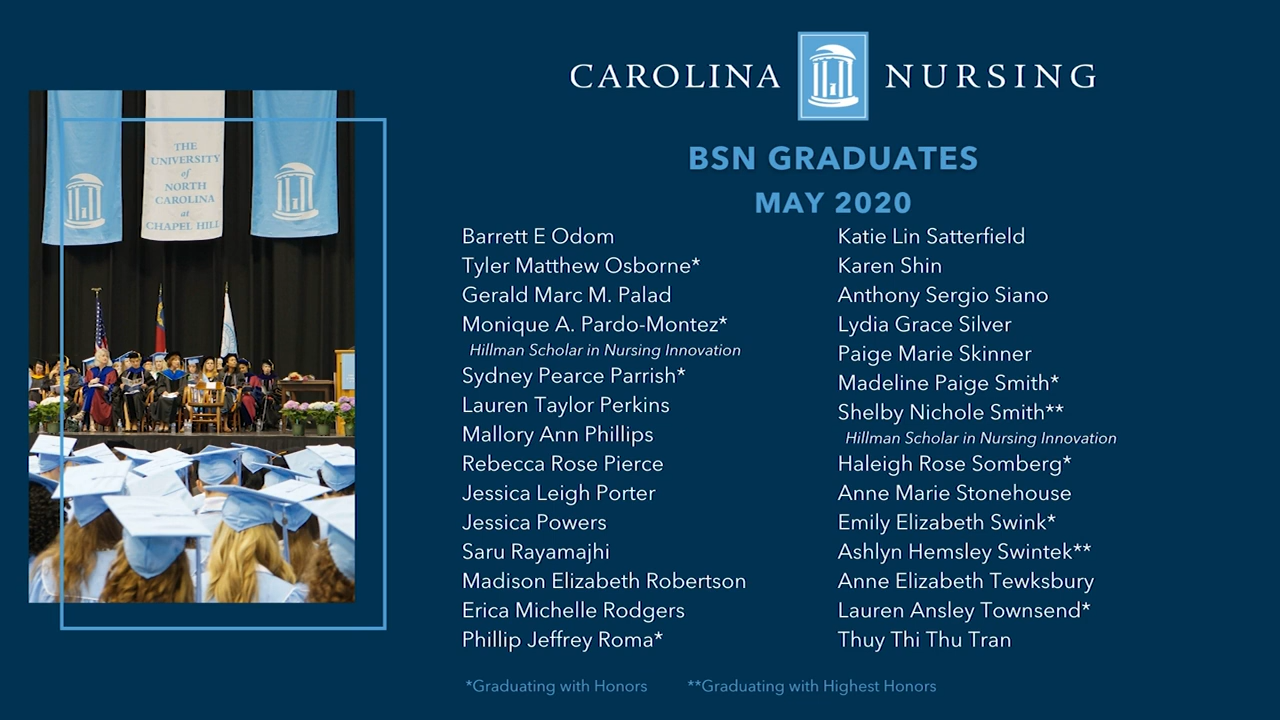 CAROLINA NURSING
THE
UNIVERSITY
of
NORTH
CAROLINA
at
CHAPEL HILL
BSN GRADUATES
MAY 2020
Barrett E Odom
Tyler Matthew Osborne*
Gerald Marc M. Palad
Monique A. Pardo-Montez*
Hillman Scholar in Nursing Innovation
Sydney Pearce Parrish*
Lauren Taylor Perkins
Mallory Ann Phillips
Rebecca Rose Pierce
Jessica Leigh Porter
Jessica Powers
Saru Rayamajhi
Madison Elizabeth Robertson
Erica Michelle Rodgers
Phillip Jeffrey Roma*
Katie Lin Satterfield
Karen Shin
Anthony Sergio Siano
Lydia Grace Silver
Paige Marie Skinner
Madeline Paige Smith*
Shelby Nichole Smith**
Hillman Scholar in Nursing Innovation
Haleigh Rose Somberg*
Anne Marie Stonehouse
Emily Elizabeth Swink*
Ashlyn Hemsley Swintek**
Anne Elizabeth Tewksbury
Lauren Ansley Townsend*
Thuy Thi Thu Tran
*Graduating with Honors **Graduating with Highest Honors